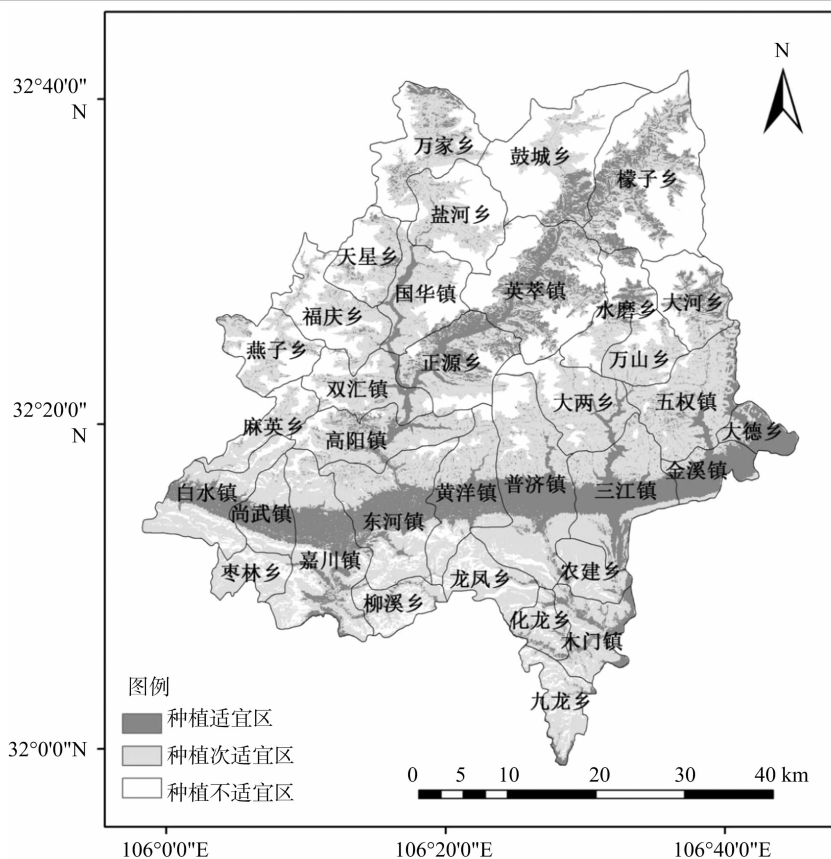 N
32°40'0"
N
万家乡
鼓城乡
檬子乡
盐河乡
天星乡
国华镇
英萃镇
水磨乡
大河乡
福庆乡
燕子乡
正源乡
万山乡
双汇镇
大两乡
五权镇
32°20'0"
N
麻英乡
高阳镇
大德乡
金溪镇
白水镇
黄洋镇
普济镇
三江镇
尚武镇
东河镇
嘉川镇
枣林乡
龙凤乡
农建乡
柳溪乡
化龙乡
木门镇
九龙乡
图例
种植适宜区
种植次适宜区
种植不适宜区
32°0'0"N
0 5 10 20 30 40 km
106°0'0"E 106°20'0"E 106°40'0"E